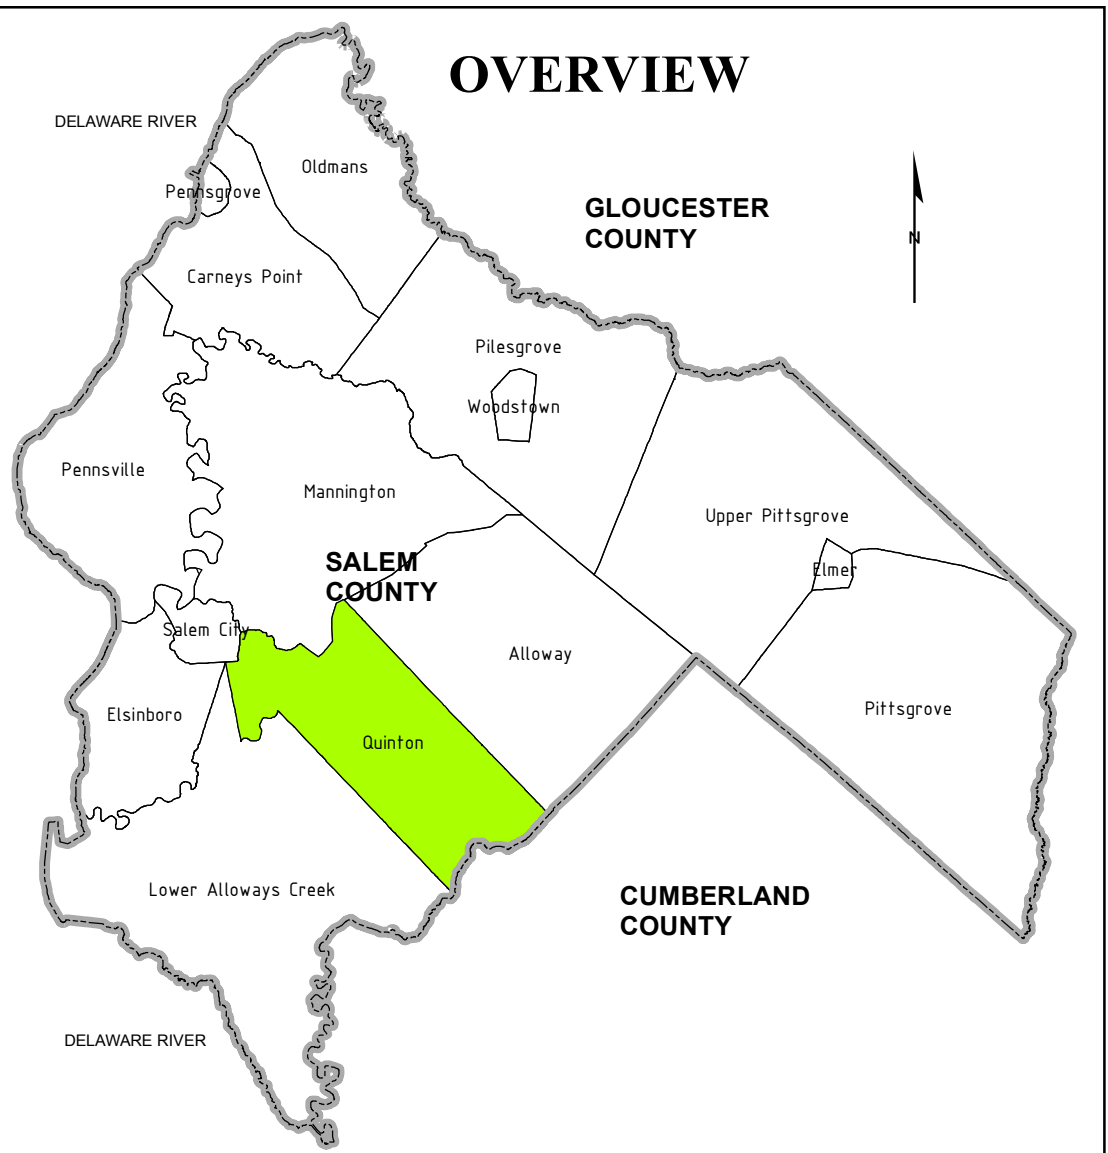 OVERVIEW
DELAWARE RIVER
Oldmans
Pennsgrove
GLOUCESTER
COUNTY
N
Carneys Point
Pilesgrove
Woodstown
Pennsville
Mannington
Upper Pittsgrove
SALEM
COUNTY
Elmer
Salem City
Alloway
Elsinboro
Pittsgrove
Quinton
Lower Alloways Creek
CUMBERLAND
COUNTY
DELAWARE RIVER